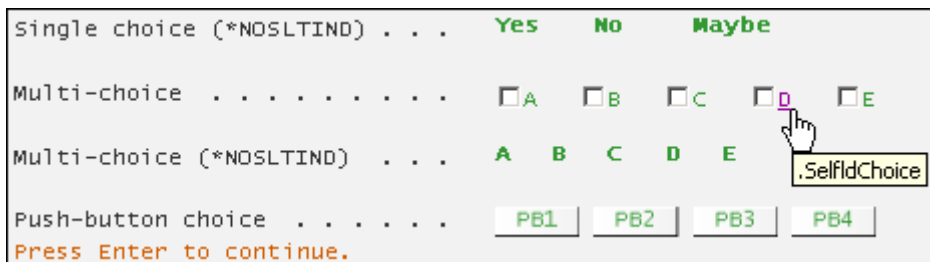 Single choice (*NOSLTIND) . . . Yes No Maybe
Multi-choice . . . . . . . . . A B C D E
Multi-choice (*NOSLTIND) . . . A B C D E
.SelfldChoice
Push-button choice . . . . . . PB1 PB2 PB3 PB4
Press Enter to continue.